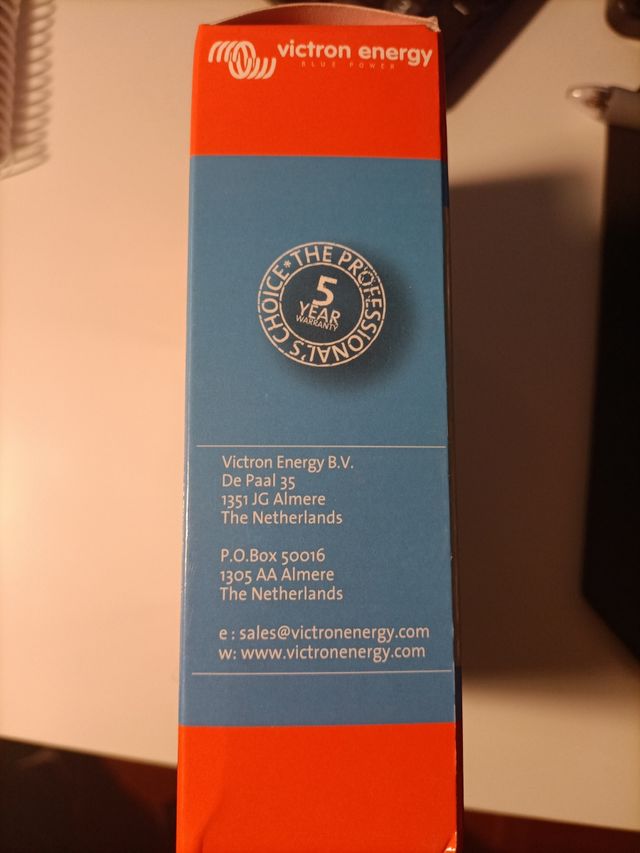 victron energy
BLUE POWER
THE PROFESSIONAL'S CHOICE*
5
YEAR
WARRANTY
Victron Energy B.V.
De Paal 35
1351 JG Almere
The Netherlands
P.O.Box 50016
1305 AA Almere
The Netherlands
e : sales@victronenergy.com
w: www.victronenergy.com